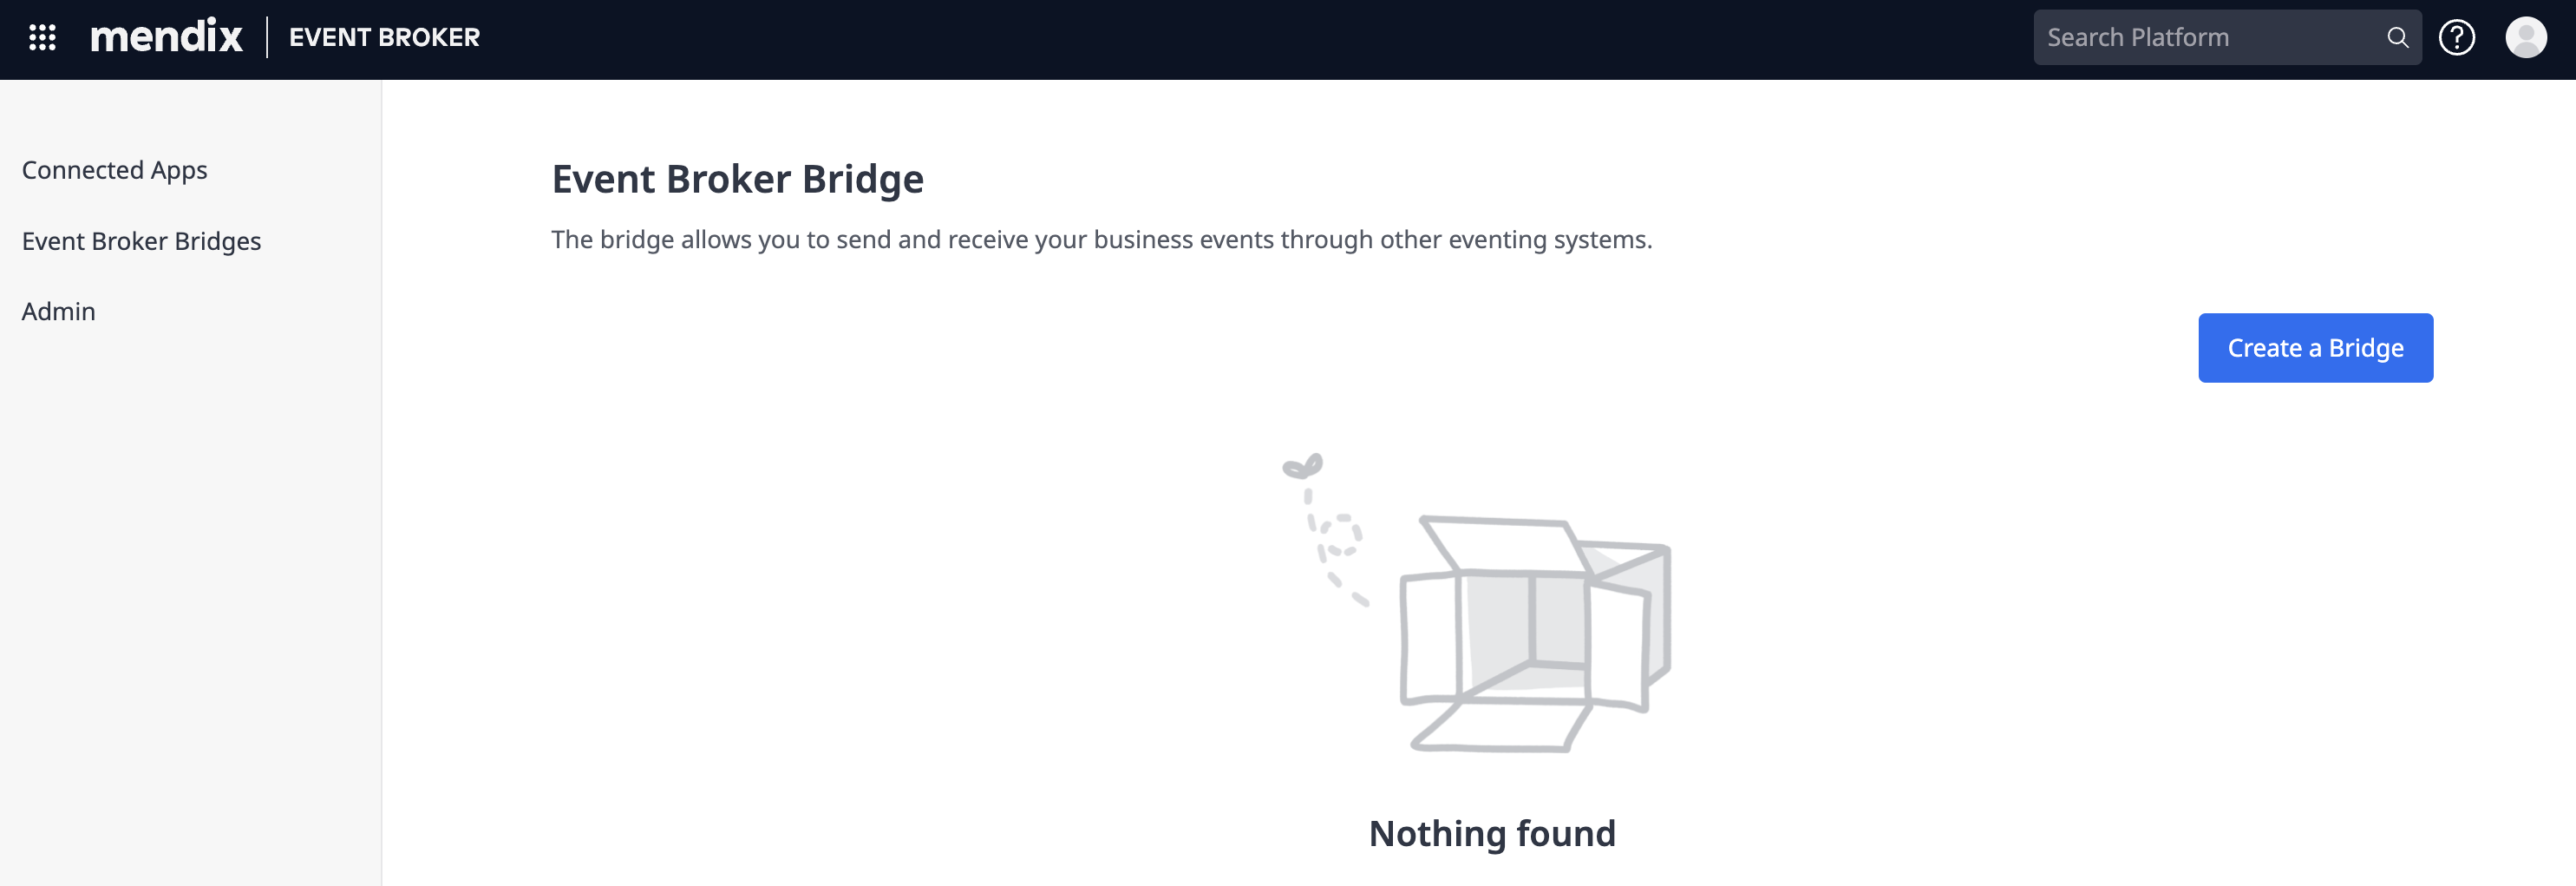 mendix
EVENT BROKER
Search Platform
Connected Apps
Event Broker Bridges
Admin
Event Broker Bridge
The bridge allows you to send and receive your business events through other eventing systems.
Create a Bridge
Nothing found